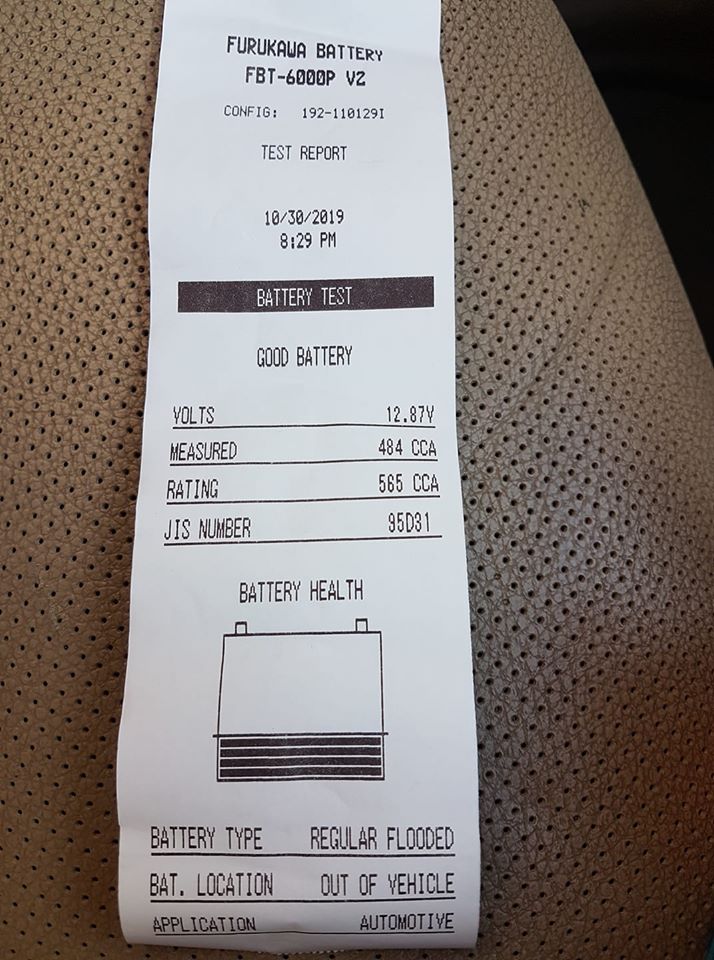 FURUKAWA BATTERY
FBT-6000P V2
CONFIG: 192-110129I
TEST REPORT
10/30/2019
8:29 PM
BATTERY TEST
GOOD BATTERY
VOLTS 12.87V
MEASURED 484 CCA
RATING 565 CCA
JIS NUMBER 95D31
BATTERY HEALTH
BATTERY TYPE REGULAR FLOODED
BAT. LOCATION OUT OF VEHICLE
APPLICATION AUTOMOTIVE